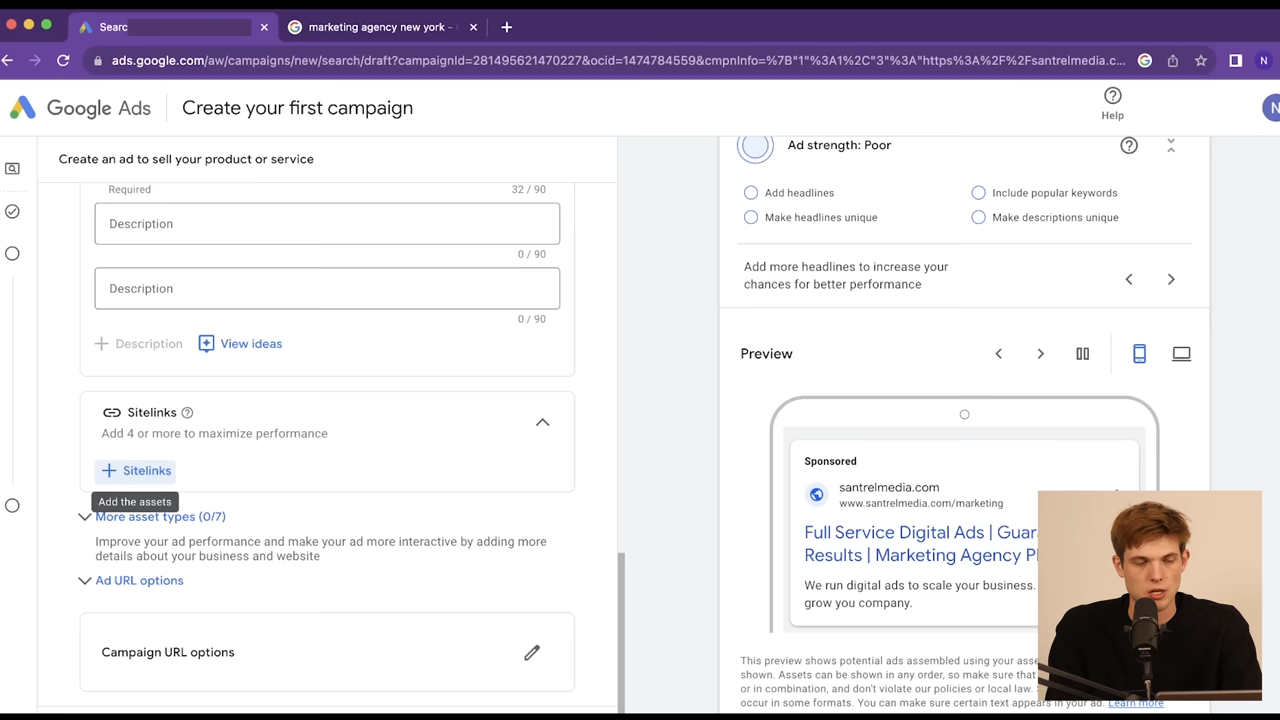 Searc
marketing agency new york -
ads.google.com/aw/campaigns/new/search/draft?campaignId=281495621470227&ocid=1474784559&cmpnInfo=%7B"1"%3A1%2C"3"%3A"https%3A%2F%2Fsantrelmedia.c...
N
Google Ads
Create your first campaign
Help
N
Create an ad to sell your product or service
Required 32 / 90
Description
0 / 90
Description
0 / 90
Description View ideas
Sitelinks
Add 4 or more to maximize performance
Sitelinks
Add the assets
More asset types (0/7)
Improve your ad performance and make your ad more interactive by adding more
details about your business and website
Ad URL options
Campaign URL options
Ad strength: Poor
Add headlines Include popular keywords
Make headlines unique Make descriptions unique
Add more headlines to increase your
chances for better performance
Preview
Sponsored
santrelmedia.com
www.santrelmedia.com/marketing
Full Service Digital Ads | Guar
Results | Marketing Agency P
We run digital ads to scale your business.
grow you company.
This preview shows potential ads assembled using your asse
shown. Assets can be shown in any order, so make sure that
or in combination, and don't violate our policies or local law.
occur in some formats. You can make sure certain text appears in your ad. Learn more